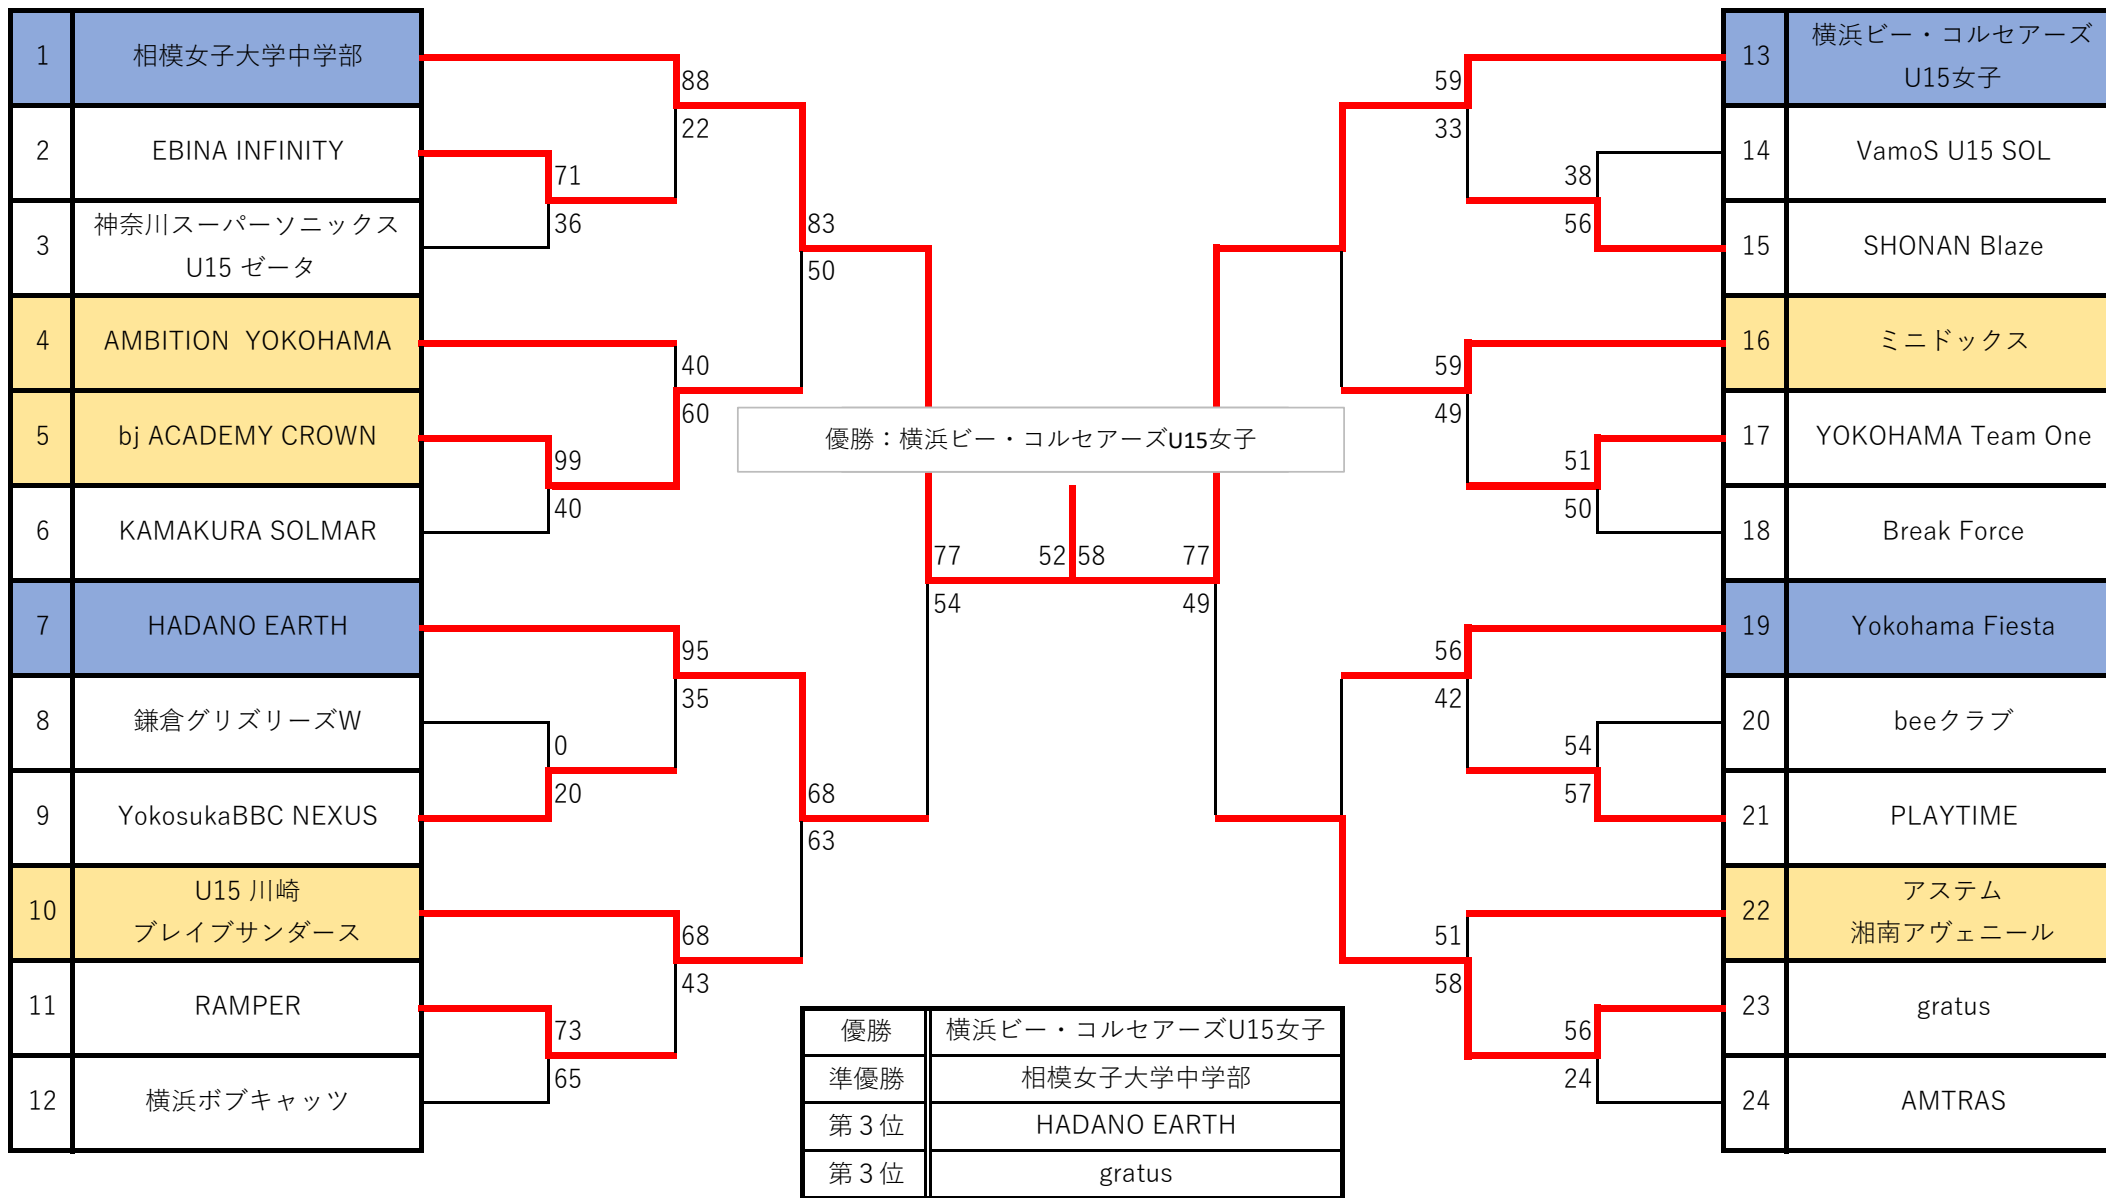 1 相模女子大学中学部
2 EBINA INFINITY
3 神奈川スーパーソニックス
U15 ゼータ
4 AMBITION YOKOHAMA
5 bj ACADEMY CROWN
6 KAMAKURA SOLMAR
7 HADANO EARTH
8 鎌倉グリズリーズW
9 YokosukaBBC NEXUS
10 U15 川崎
ブレイブサンダース
11 RAMPER
12 横浜ボブキャッツ
71
36
99
40
0
20
73
65
88
22
40
60
95
35
68
43
83
50
68
63
77
54
優勝：横浜ビー・コルセアーズU15女子
52 58
77
49
59
33
59
49
56
42
51
58
38
56
51
50
54
57
56
24
13 横浜ビー・コルセアーズ
U15女子
14 VamoS U15 SOL
15 SHONAN Blaze
16 ミニドックス
17 YOKOHAMA Team One
18 Break Force
19 Yokohama Fiesta
20 beeクラブ
21 PLAYTIME
22 アステム
湘南アヴェニール
23 gratus
24 AMTRAS
優勝 横浜ビー・コルセアーズU15女子
準優勝 相模女子大学中学部
第３位 HADANO EARTH
第３位 gratus